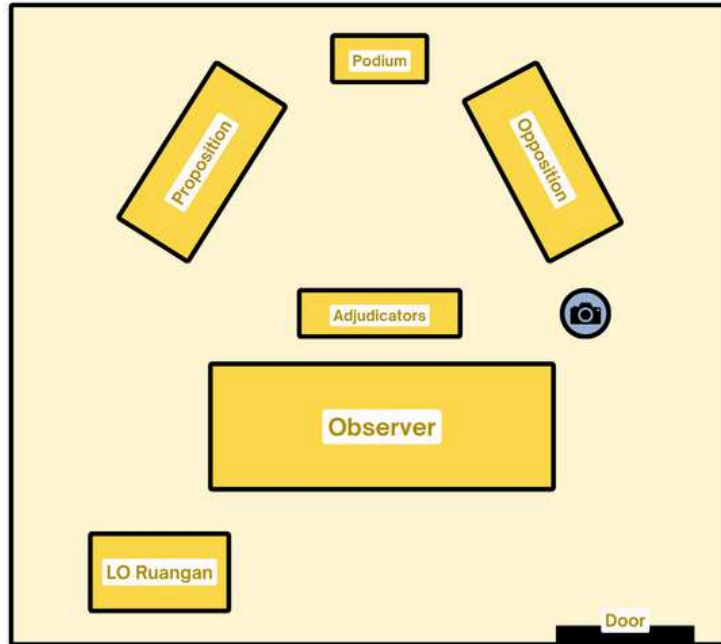 Podium
Proposition
Opposition
Adjudicators
Observer
LO Ruangan
Door